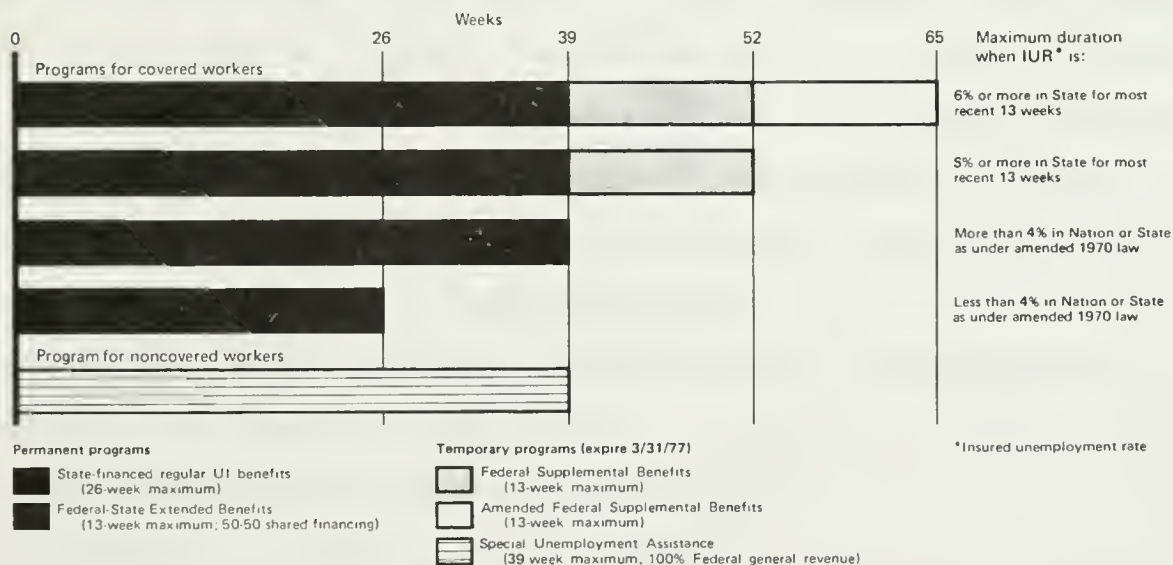 Weeks
0 26 39 52 65
Maximum duration
when IUR* is:
Programs for covered workers
6% or more in State for most
recent 13 weeks
5% or more in State for most
recent 13 weeks
More than 4% in Nation or State
as under amended 1970 law
Less than 4% in Nation or State
as under amended 1970 law
Program for noncovered workers
Permanent programs
State-financed regular UI benefits
(26-week maximum)
Federal-State Extended Benefits
(13-week maximum; 50-50 shared financing)
Temporary programs (expire 3/31/77)
Federal Supplemental Benefits
(13-week maximum)
Amended Federal Supplemental Benefits
(13-week maximum)
Special Unemployment Assistance
(39 week maximum, 100% Federal general revenue)
*Insured unemployment rate